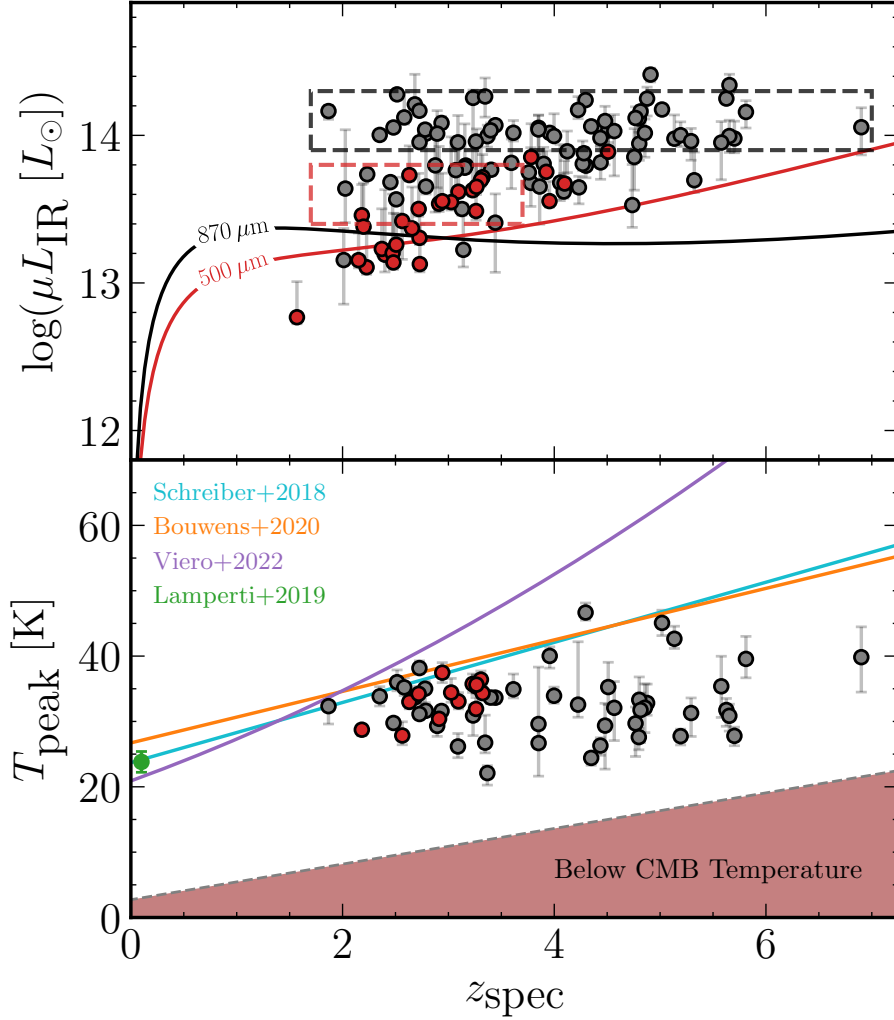 log(μL_IR [L_⊙])
14
13
12
870 μm
500 μm
T_peak [K]
60
40
20
0
Schreiber+2018
Bouwens+2020
Viero+2022
Lamperti+2019
Below CMB Temperature
0 2 4 6
z_spec